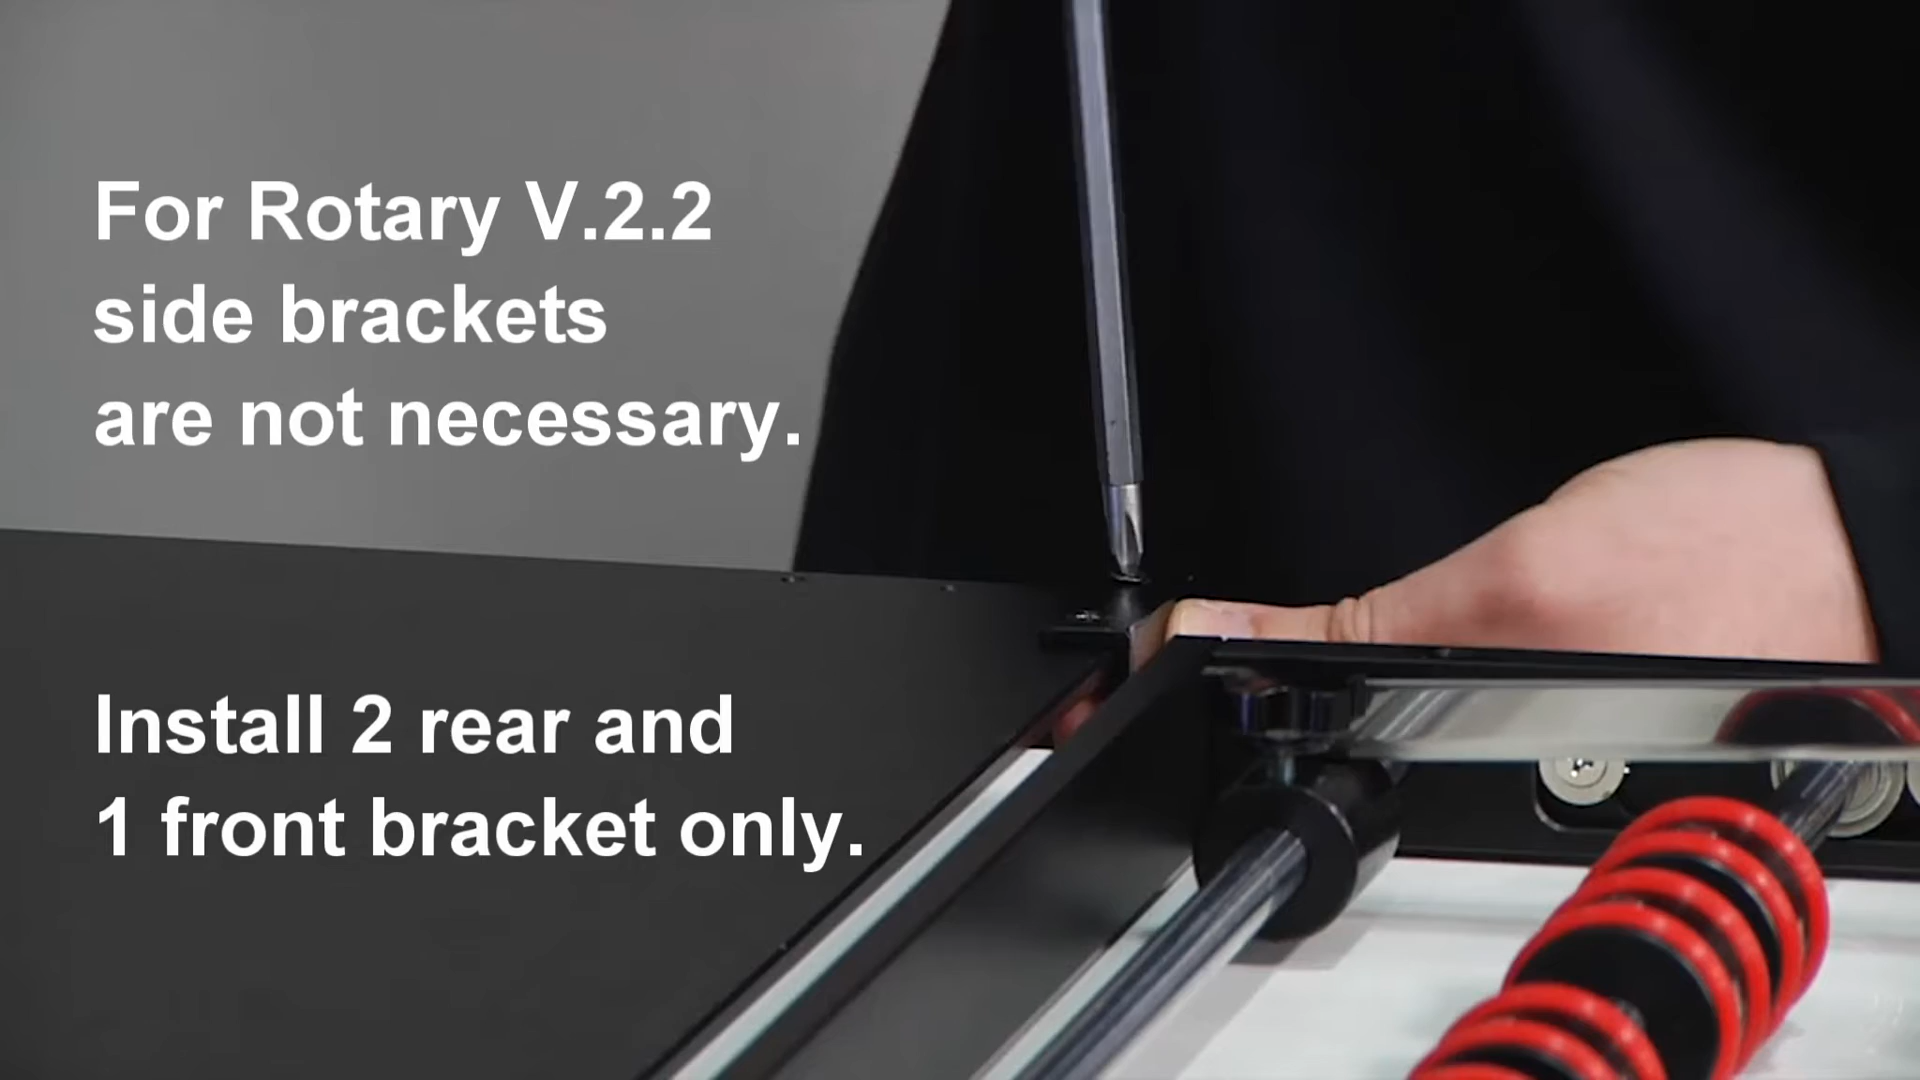 For Rotary V.2.2
side brackets
are not necessary.
Install 2 rear and
1 front bracket only.